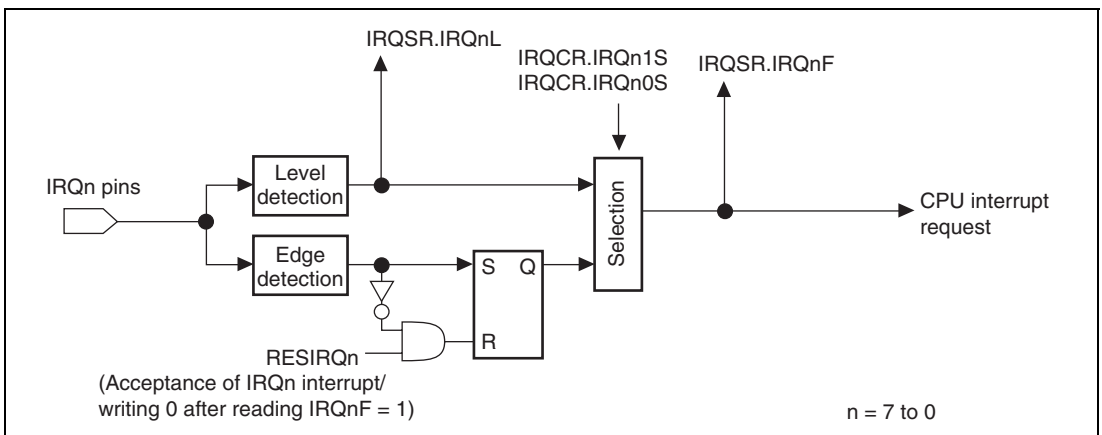 IRQSR.IRQnL
IRQCR.IRQn1S
IRQCR.IRQn0S
IRQSR.IRQnF
IRQn pins
Level
detection
Selection
CPU interrupt
request
Edge
detection
S Q
R
RESIRQn
(Acceptance of IRQn interrupt/
writing 0 after reading IRQnF = 1)
n = 7 to 0